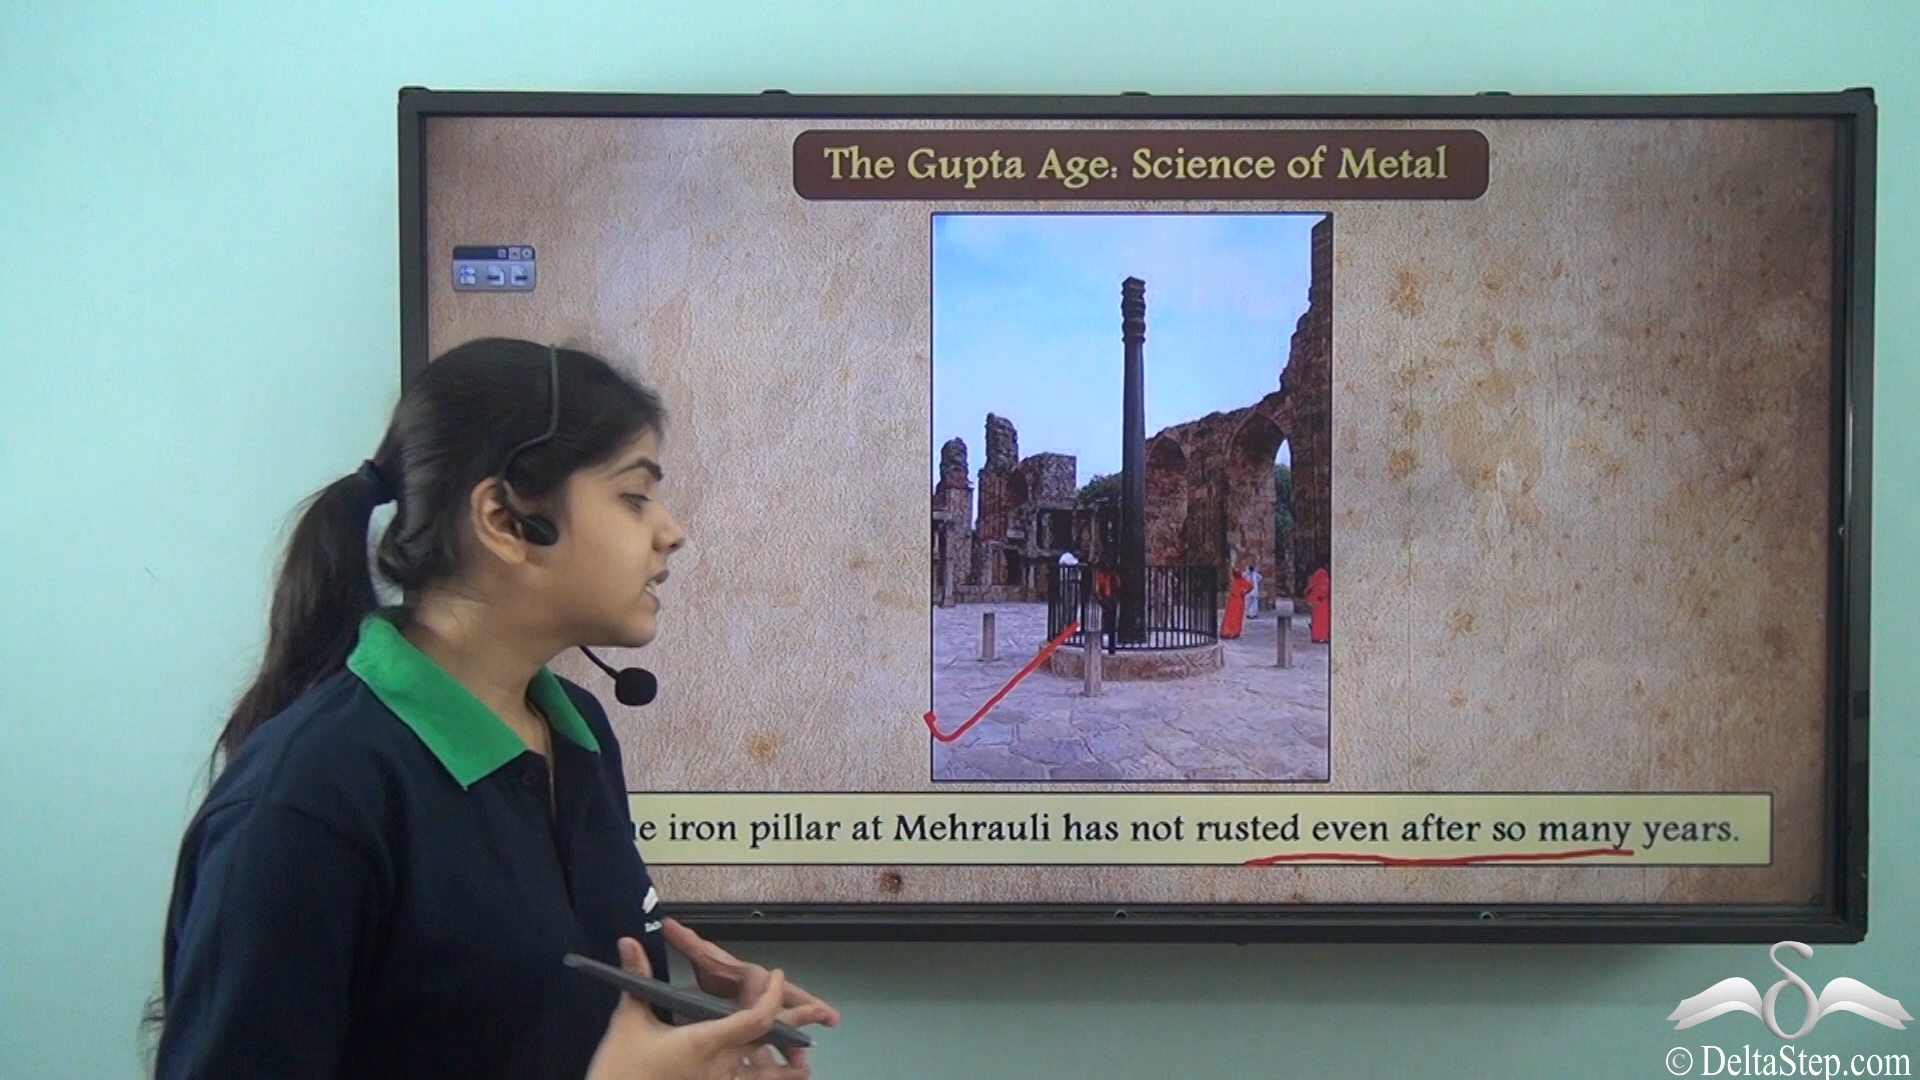 The Gupta Age: Science of Metal
iron pillar at Mehrauli has not rusted even after so many years.
© DeltaStep.com